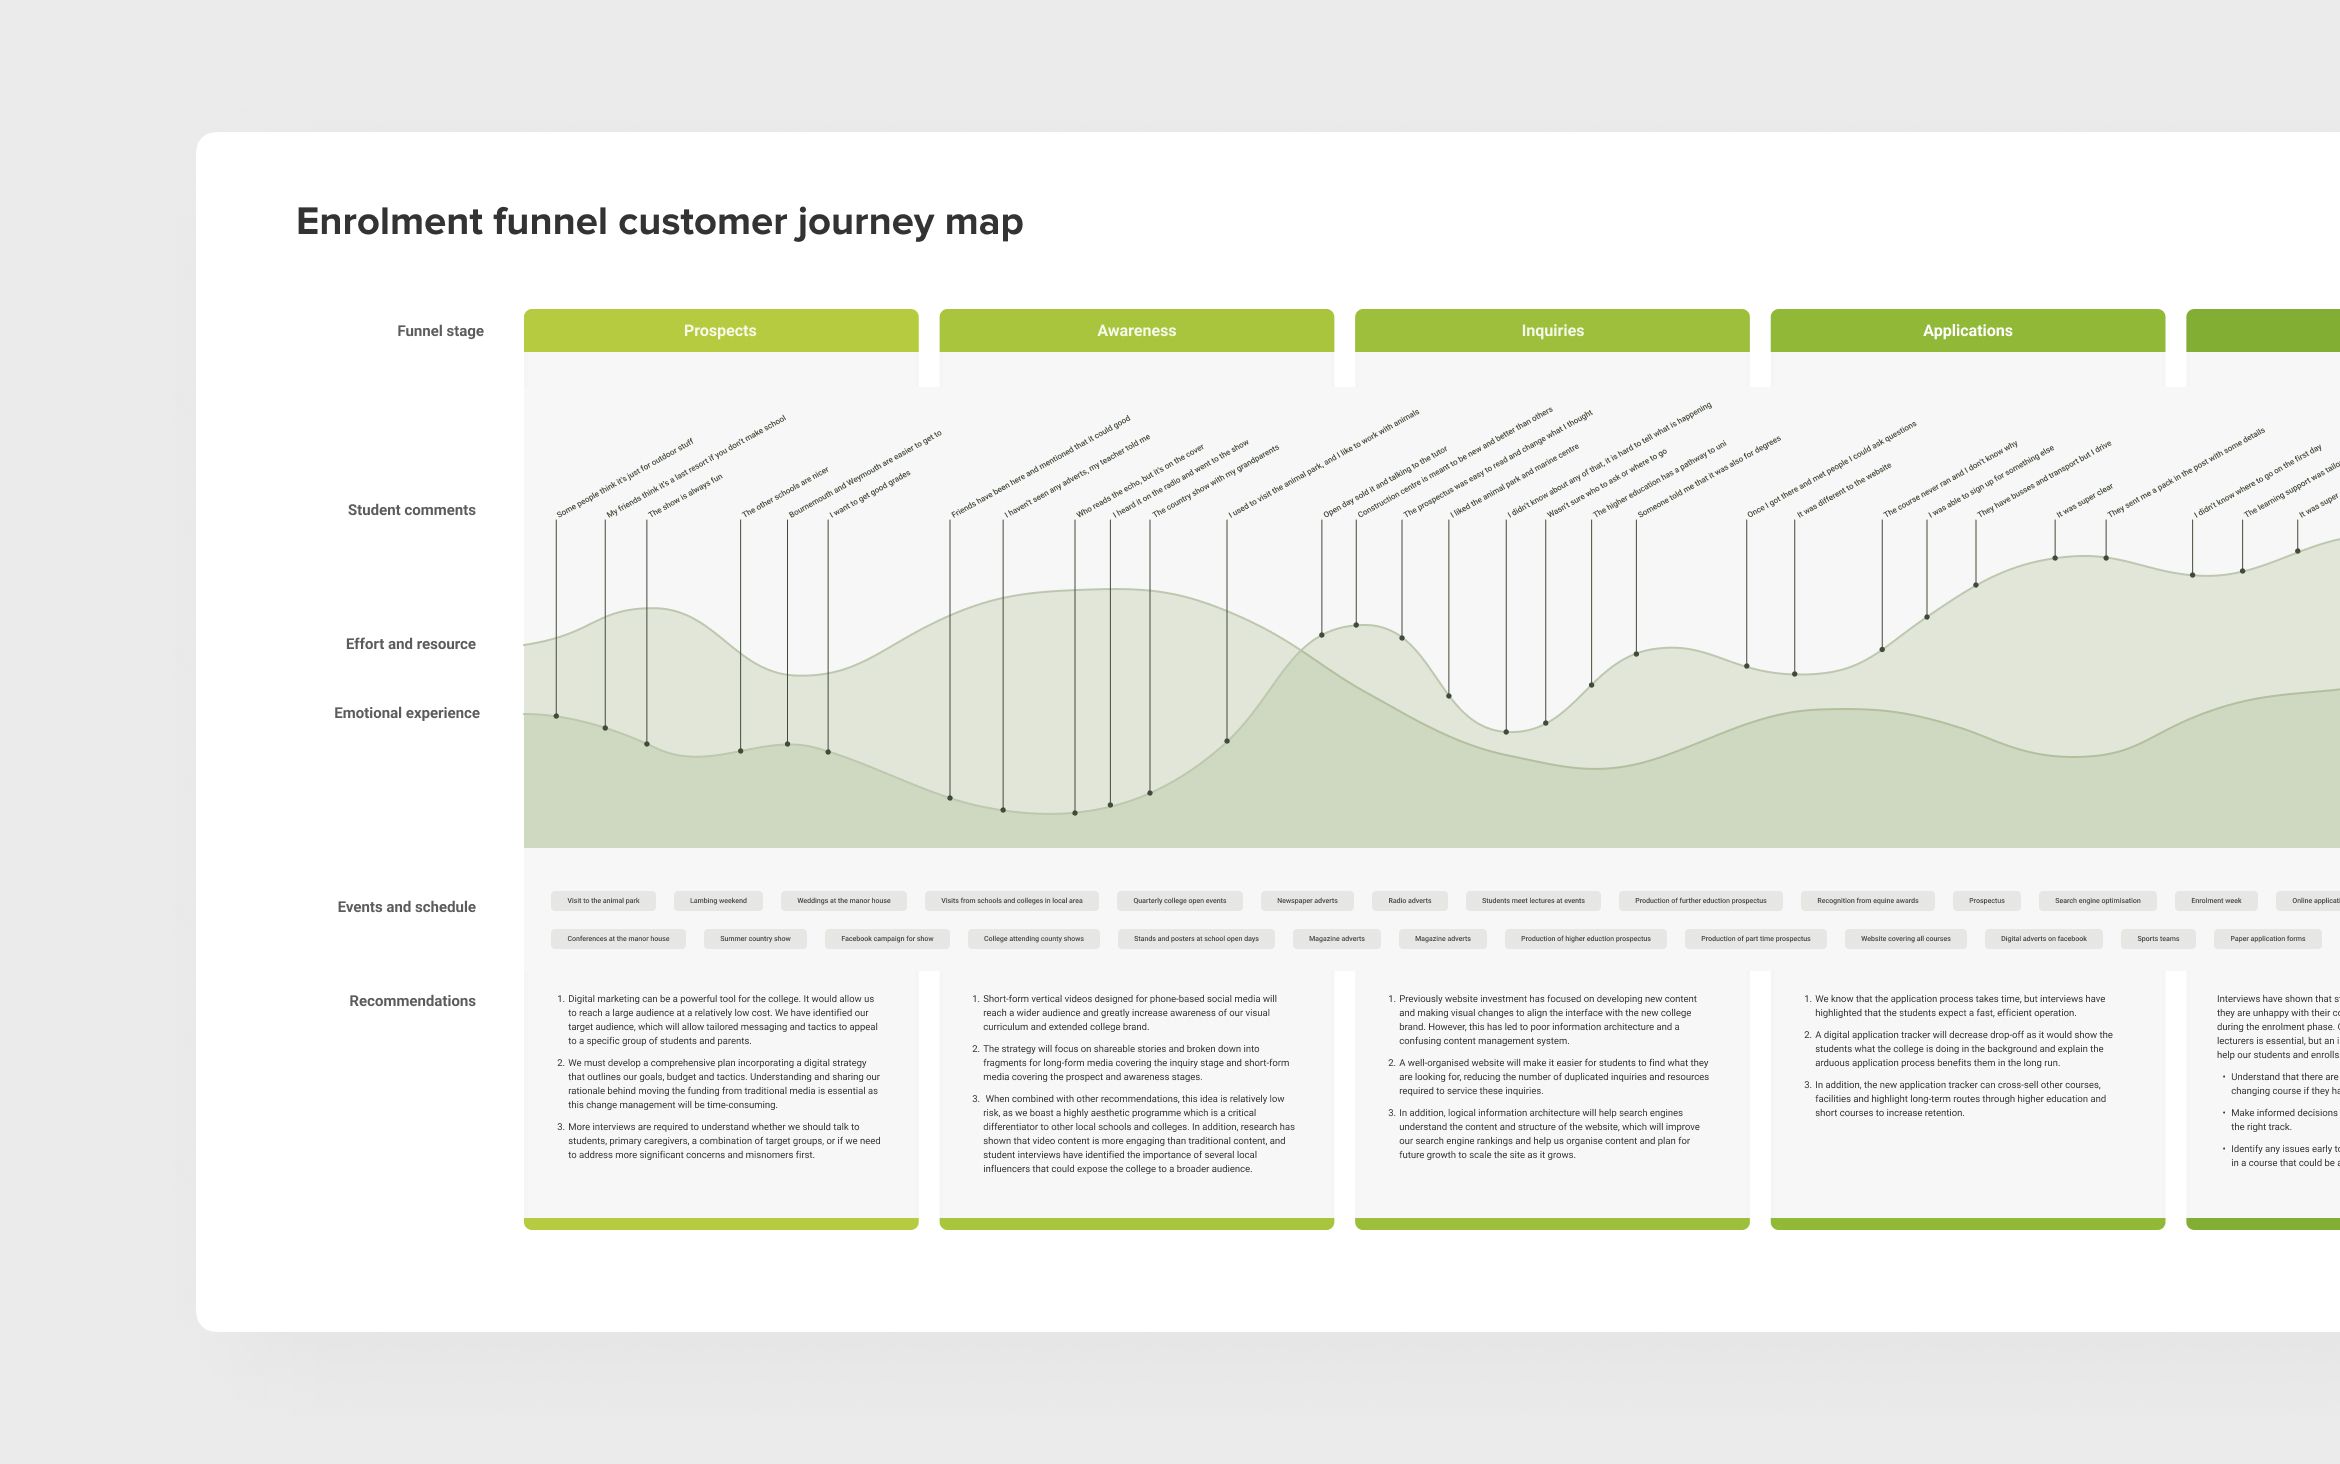 Enrolment funnel customer journey map
Funnel stage
Prospects
Awareness
Inquiries
Applications
Student comments
Some people think it's just for outdoor stuff
My friends think it's a last resort if you don't make school
The show is always fun
The other schools are nicer
Bournemouth and Weymouth are easier to get to
I want to get good grades
Friends have been here and mentioned that it could good
I haven't seen any adverts, my teacher told me
Who reads the echo, but it's on the cover
I heard it on the radio and went to the show
The country show with my grandparents
I used to visit the animal park, and I like to work with animals
Open day sold it and talking to the tutor
Construction centre is meant to be new and better than others
The prospectus was easy to read and change what I thought
I liked the animal park and marine centre
I didn't know about any of that, it is hard to tell what is happening
Wasn't sure who to ask or where to go
The higher education has a pathway to uni
Someone told me that it was also for degrees
Once I got there and met people I could ask questions
It was different to the website
The course never ran and I don't know why
I was able to sign up for something else
They have busses and transport but I drive
It was super clear
They sent me a pack in the post with some details
I didn't know where to go on the first day
The learning support was
It was super
Effort and resource
Emotional experience
Events and schedule
Visit to the animal park
Lambing weekend
Weddings at the manor house
Visits from schools and colleges in local area
Quarterly college open events
Newspaper adverts
Radio adverts
Students meet lectures at events
Production of further eduction prospectus
Recognition from equine awards
Prospectus
Search engine optimisation
Enrolment week
Online
Conferences at the manor house
Summer country show
Facebook campaign for show
College attending county shows
Stands and posters at school open days
Magazine adverts
Magazine adverts
Production of higher eduction prospectus
Production of part time prospectus
Website covering all courses
Digital adverts on facebook
Sports teams
Paper application forms
Recommendations
1. Digital marketing can be a powerful tool for the college. It would allow us
to reach a large audience at a relatively low cost. We have identified our
target audience, which will allow tailored messaging and tactics to appeal
to a specific group of students and parents.
2. We must develop a comprehensive plan incorporating a digital strategy
that outlines our goals, budget and tactics. Understanding and sharing our
rationale behind moving the funding from traditional media is essential as
this change management will be time-consuming.
3. More interviews are required to understand whether we should talk to
students, primary caregivers, a combination of target groups, or if we need
to address more significant concerns and misnomers first.
1. Short-form vertical videos designed for phone-based social media will
reach a wider audience and greatly increase awareness of our visual
curriculum and extended college brand.
2. The strategy will focus on shareable stories and broken down into
fragments for long-form media covering the inquiry stage and short-form
media covering the prospect and awareness stages.
3. When combined with other recommendations, this idea is relatively low
risk, as we boast a highly aesthetic programme which is a critical
differentiator to other local schools and colleges. In addition, research has
shown that video content is more engaging than traditional content, and
student interviews have identified the importance of several local
influencers that could expose the college to a broader audience.
1. Previously website investment has focused on developing new content
and making visual changes to align the interface with the new college
brand. However, this has led to poor information architecture and a
confusing content management system.
2. A well-organised website will make it easier for students to find what they
are looking for, reducing the number of duplicated inquiries and resources
required to service these inquiries.
3. In addition, logical information architecture will help search engines
understand the content and structure of the website, which will improve
our search engine rankings and help us organise content and plan for
future growth to scale the site as it grows.
1. We know that the application process takes time, but interviews have
highlighted that the students expect a fast, efficient operation.
2. A digital application tracker will decrease drop-off as it would show the
students what the college is doing in the background and explain the
arduous application process benefits them in the long run.
3. In addition, the new application tracker can cross-sell other courses,
facilities and highlight long-term routes through higher education and
short courses to increase retention.
Interviews have shown that
they are unhappy with their
during the enrolment phase.
lecturers is essential, but an
help our students and enrolls
• Understand that there are
changing course if they
• Make informed decisions
the right track.
• Identify any issues early
in a course that could be